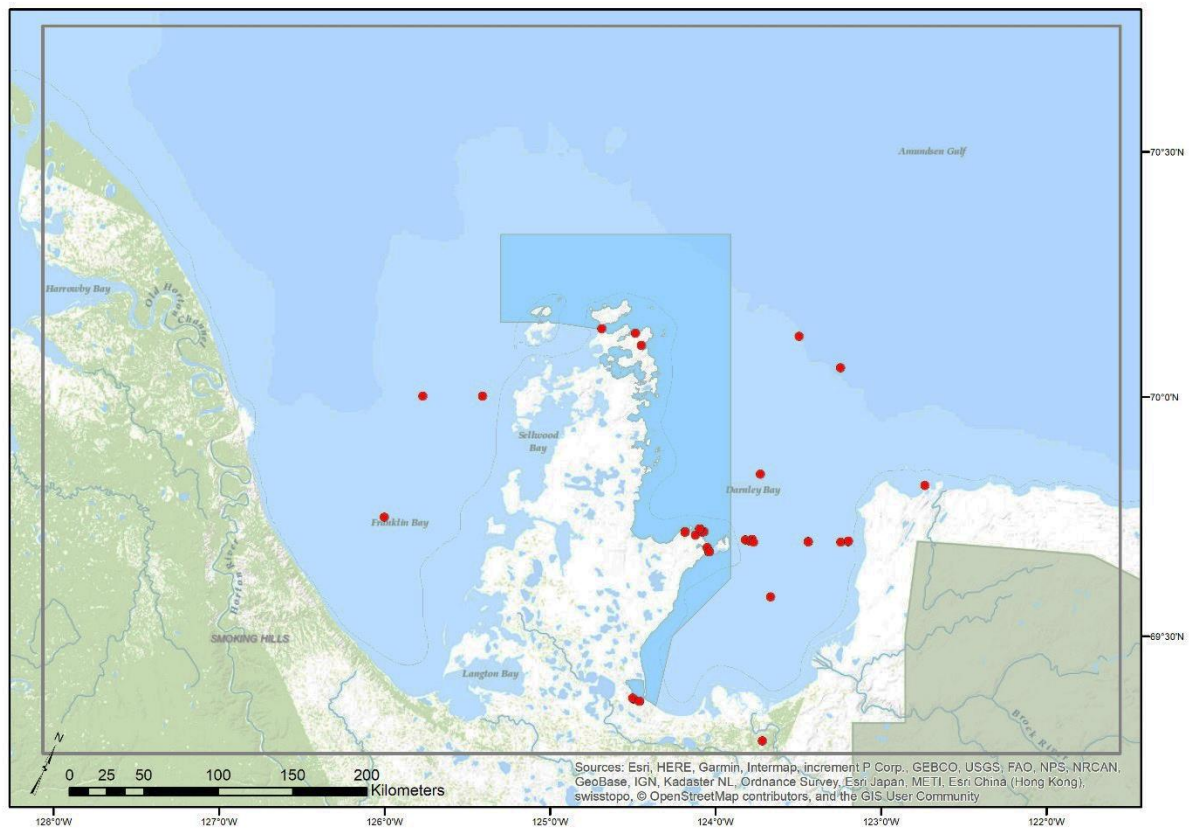 Amundsen Gulf
70°30'N
Harrowby Bay
Old Horton
Channel
70°0'N
Sellwood
Bay
Darnley Bay
Franklin Bay
Horton River
SMOKING HILLS
69°30'N
Langton Bay
Brock River
N
0 25 50 100 150 200
Kilometers
Sources: Esri, HERE, Garmin, Intermap, increment P Corp., GEBCO, USGS, FAO, NPS, NRCAN,
GeoBase, IGN, Kadaster NL, Ordnance Survey, Esri Japan, METI, Esri China (Hong Kong),
swisstopo, © OpenStreetMap contributors, and the GIS User Community
128°0'W 127°0'W 126°0'W 125°0'W 124°0'W 123°0'W 122°0'W